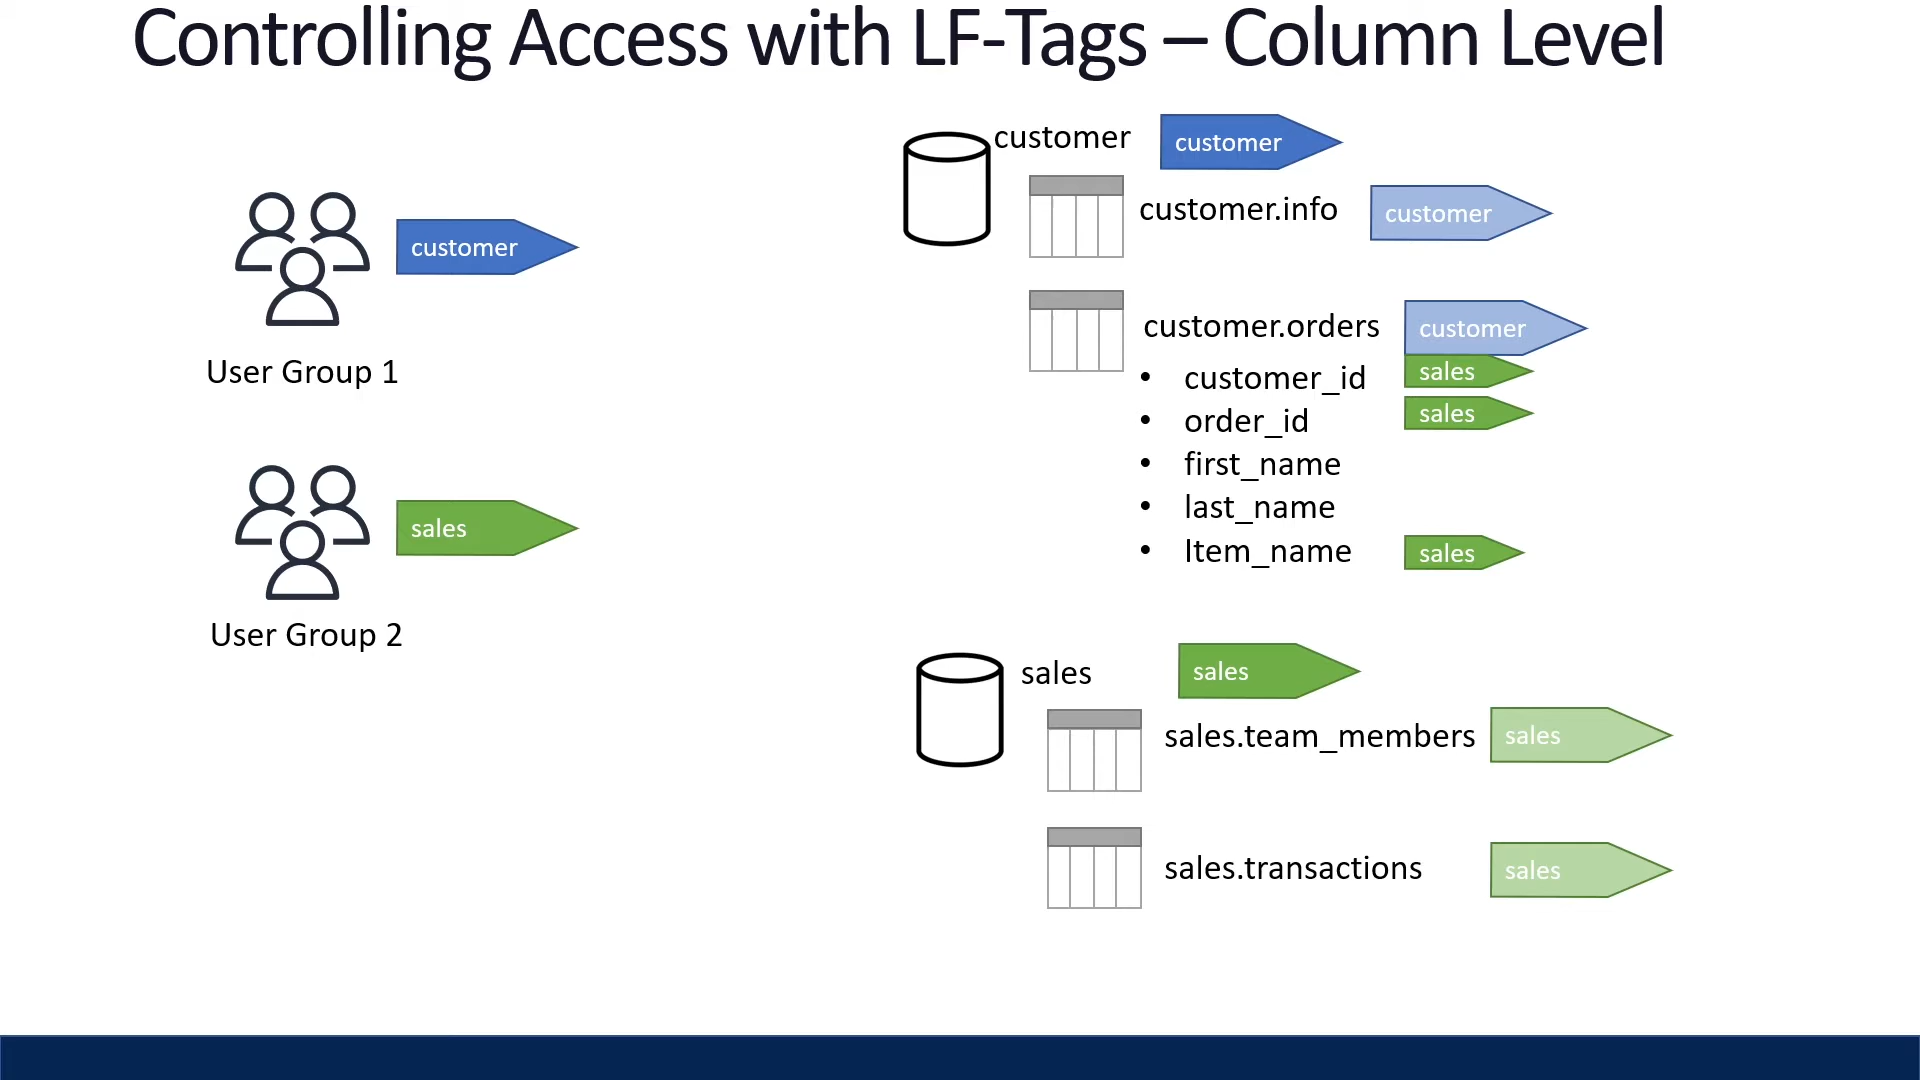 Controlling Access with LF-Tags – Column Level
customer
User Group 1
sales
User Group 2
customer
customer
customer.info
customer
customer.orders
customer
• customer_id
sales
• order_id
sales
• first_name
• last_name
• Item_name
sales
sales
sales
sales.team_members
sales
sales.transactions
sales